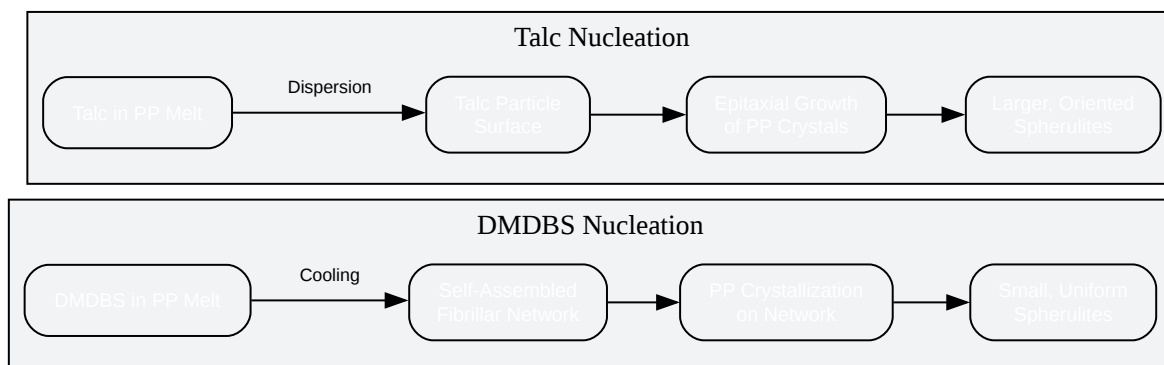 Talc Nucleation
Talc in PP Melt
Dispersion
Talc Particle
Surface
Epitaxial Growth
of PP Crystals
Larger, Oriented
Spherulites
DMDBS Nucleation
DMDBS in PP Melt
Cooling
Self-Assembled
Fibrillar Network
PP Crystallization
on Network
Small, Uniform
Spherulites